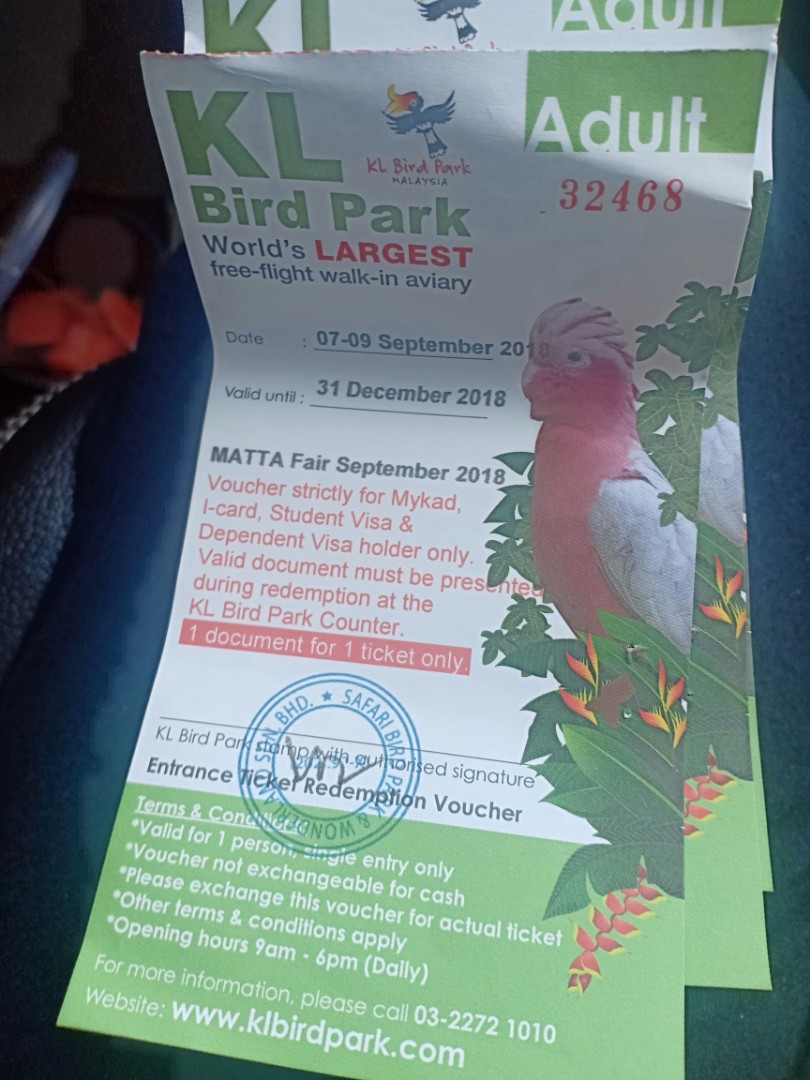 KL
Adult
KL
KL Bird Park
MALAYSIA
Adult
32468
Bird Park
World's LARGEST
free-flight walk-in aviary
Date : 07-09 September 2018
Valid until : 31 December 2018
MATTA Fair September 2018
Voucher strictly for Mykad,
I-card, Student Visa &
Dependent Visa holder only.
Valid document must be presented
during redemption at the
KL Bird Park Counter.
1 document for 1 ticket only.
SAFARI BIRD PARK & WONDERLAND SDN. BHD.
KL Bird Park stamp with authorised signature
Entrance Ticket Redemption Voucher
Terms & Conditions
*Valid for 1 person, single entry only
*Voucher not exchangeable for cash
*Please exchange this voucher for actual ticket
*Other terms & conditions apply
*Opening hours 9am - 6pm (Daily)
For more information, please call 03-2272 1010
Website: www.klbirdpark.com